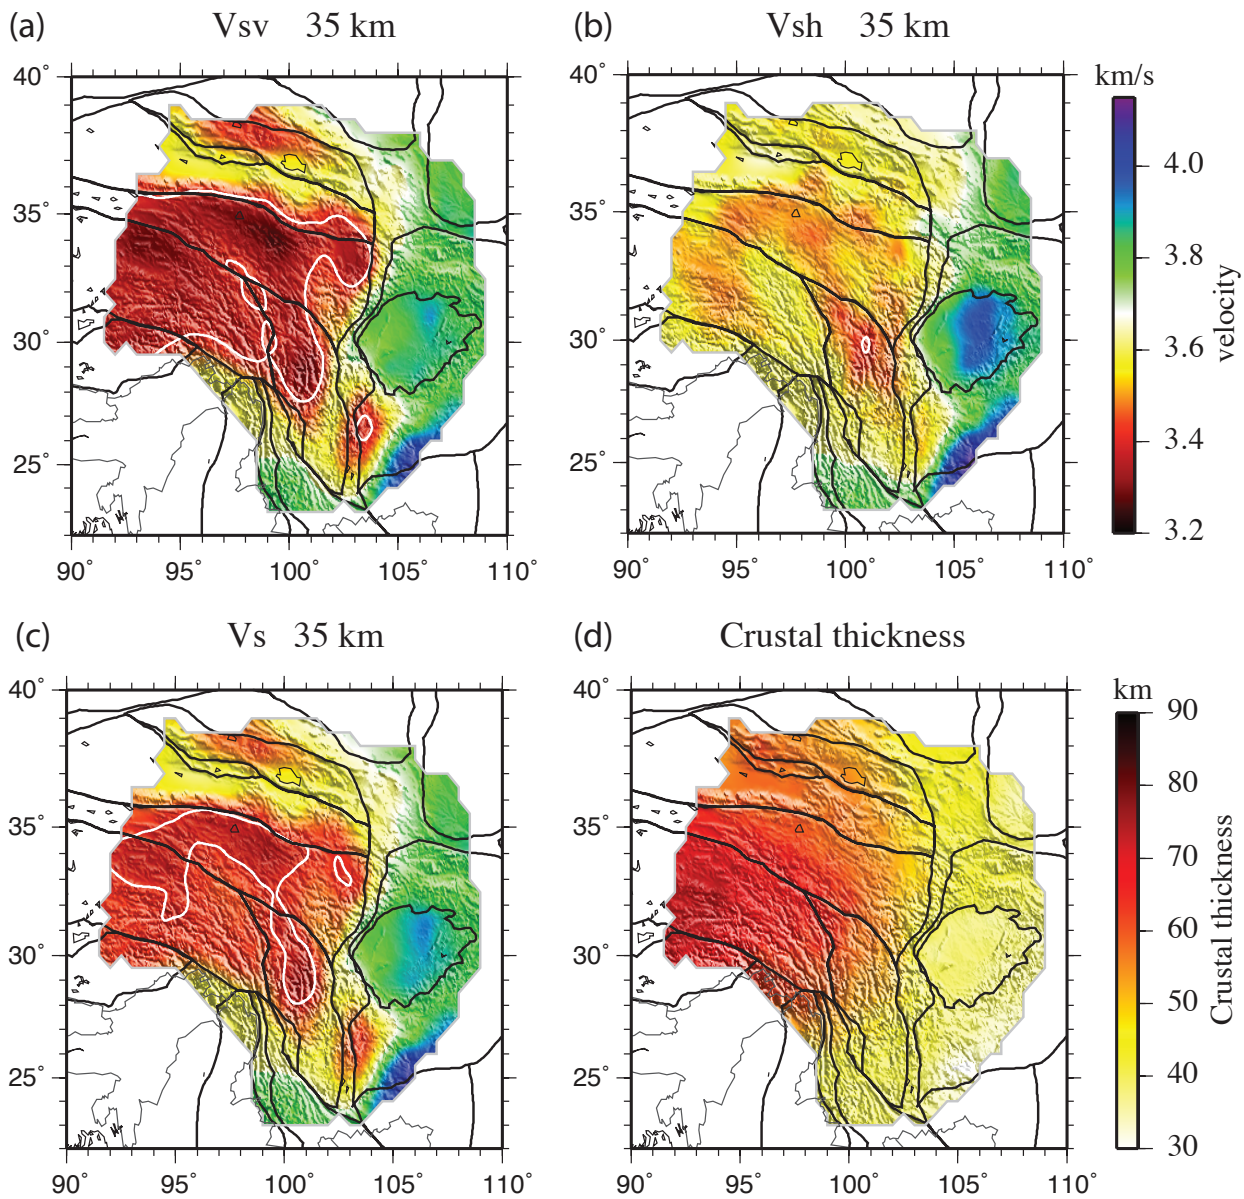 (a) Vsv 35 km
(b) Vsh 35 km
km/s
40˚ 40˚
35˚ 35˚
30˚ 30˚
25˚ 25˚
90˚ 95˚ 100˚ 105˚ 110˚
90˚ 95˚ 100˚ 105˚ 110˚
4.0
3.8
3.6
3.4
3.2
velocity
(c) Vs 35 km
(d) Crustal thickness
km
40˚ 40˚
35˚ 35˚
30˚ 30˚
25˚ 25˚
90˚ 95˚ 100˚ 105˚ 110˚
90˚ 95˚ 100˚ 105˚ 110˚
90
80
70
60
50
40
30
Crustal thickness